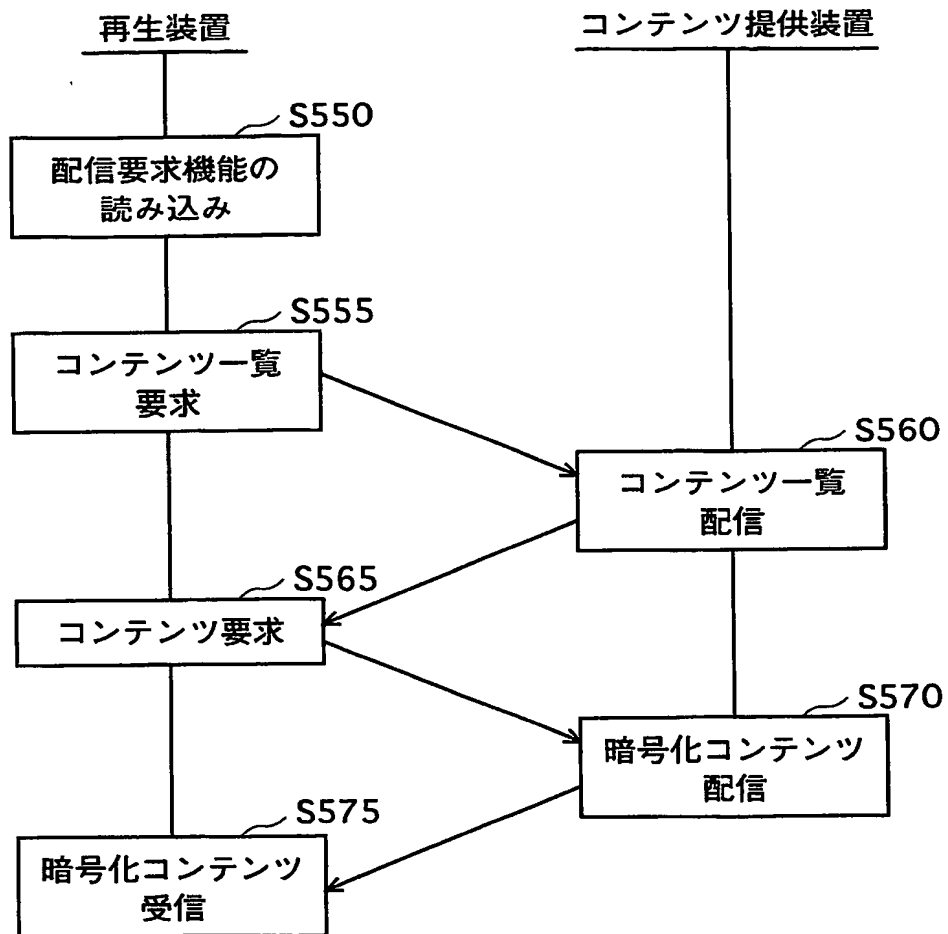 再生装置
コンテンツ提供装置
S550
配信要求機能の
読み込み
S555
コンテンツ一覧
要求
S560
コンテンツ一覧
配信
S565
コンテンツ要求
S570
暗号化コンテンツ
配信
S575
暗号化コンテンツ
受信